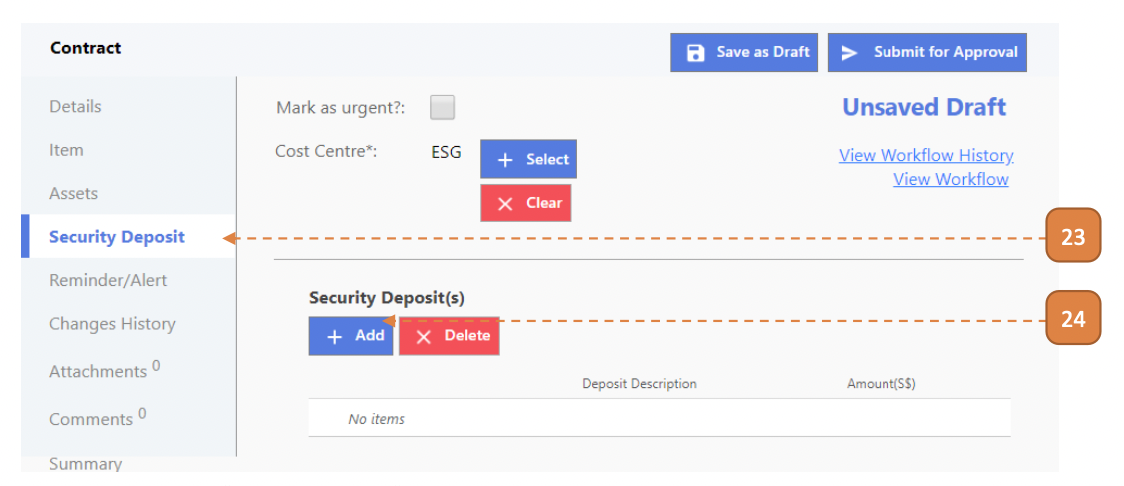 Contract
Save as Draft
Submit for Approval
Details
Item
Assets
Security Deposit
Reminder/Alert
Changes History
Attachments 0
Comments 0
Summary
Mark as urgent?:
Cost Centre*:
ESG
Select
Clear
Unsaved Draft
View Workflow History
View Workflow
23
Security Deposit(s)
Add
Delete
24
Deposit Description
Amount(S$)
No items